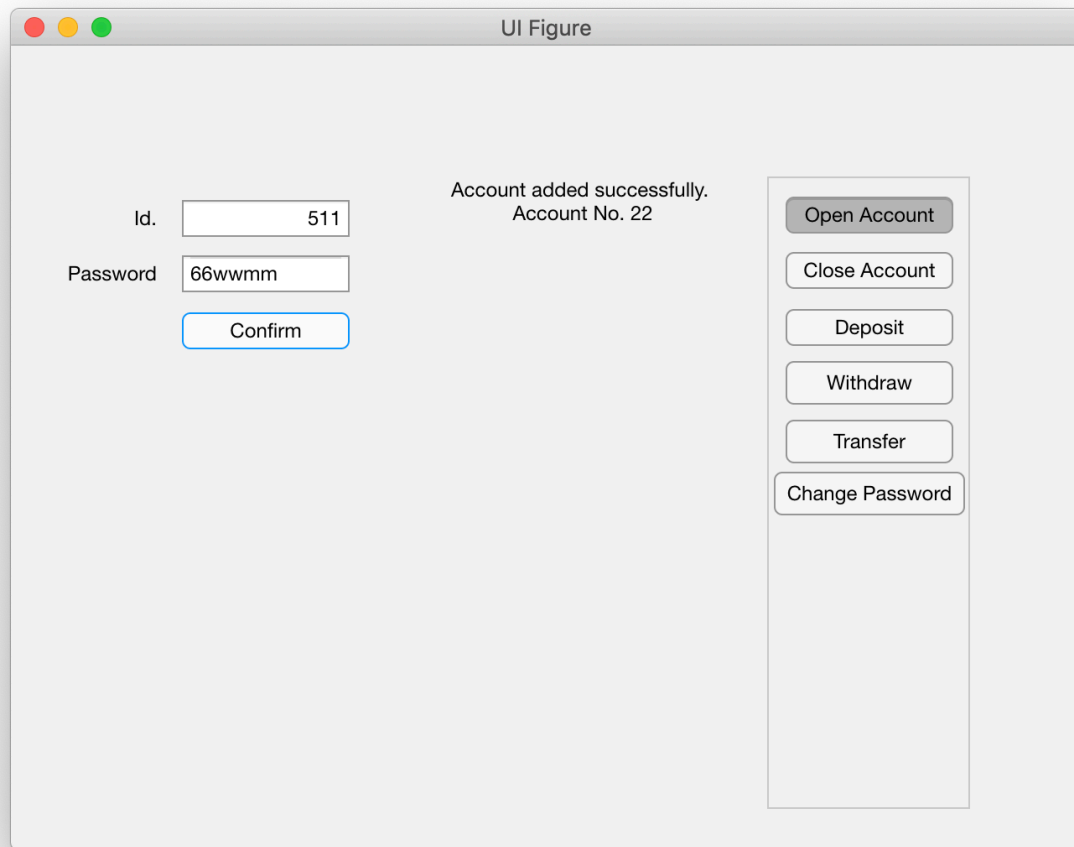 UI Figure
Id.
511
Password
66wwmm
Confirm
Account added successfully.
Account No. 22
Open Account
Close Account
Deposit
Withdraw
Transfer
Change Password